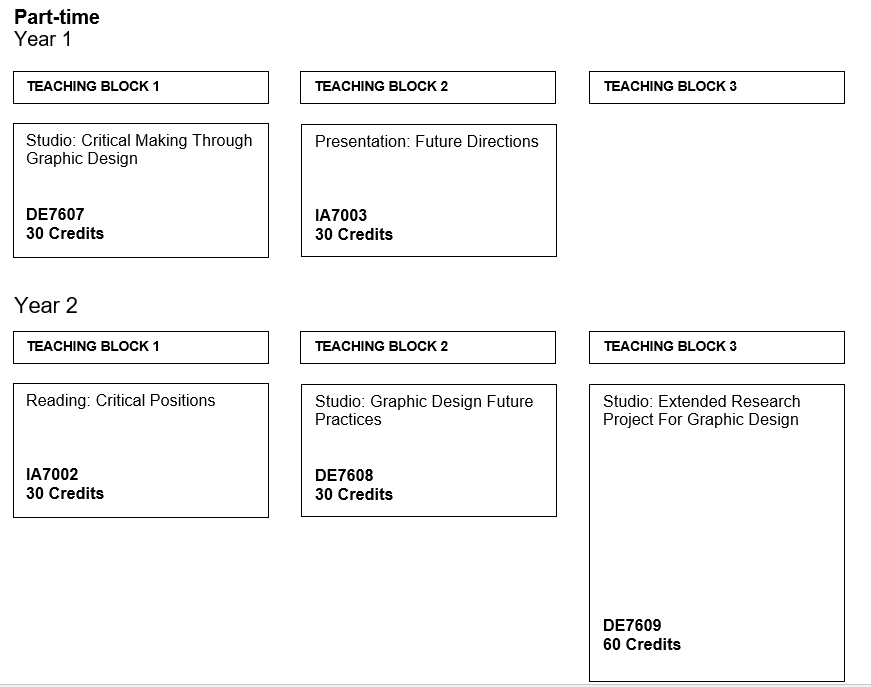 Part-time
Year 1
TEACHING BLOCK 1
TEACHING BLOCK 2
TEACHING BLOCK 3
Studio: Critical Making Through
Graphic Design
DE7607
30 Credits
Presentation: Future Directions
IA7003
30 Credits
Year 2
TEACHING BLOCK 1
TEACHING BLOCK 2
TEACHING BLOCK 3
Reading: Critical Positions
IA7002
30 Credits
Studio: Graphic Design Future
Practices
DE7608
30 Credits
Studio: Extended Research
Project For Graphic Design
DE7609
60 Credits